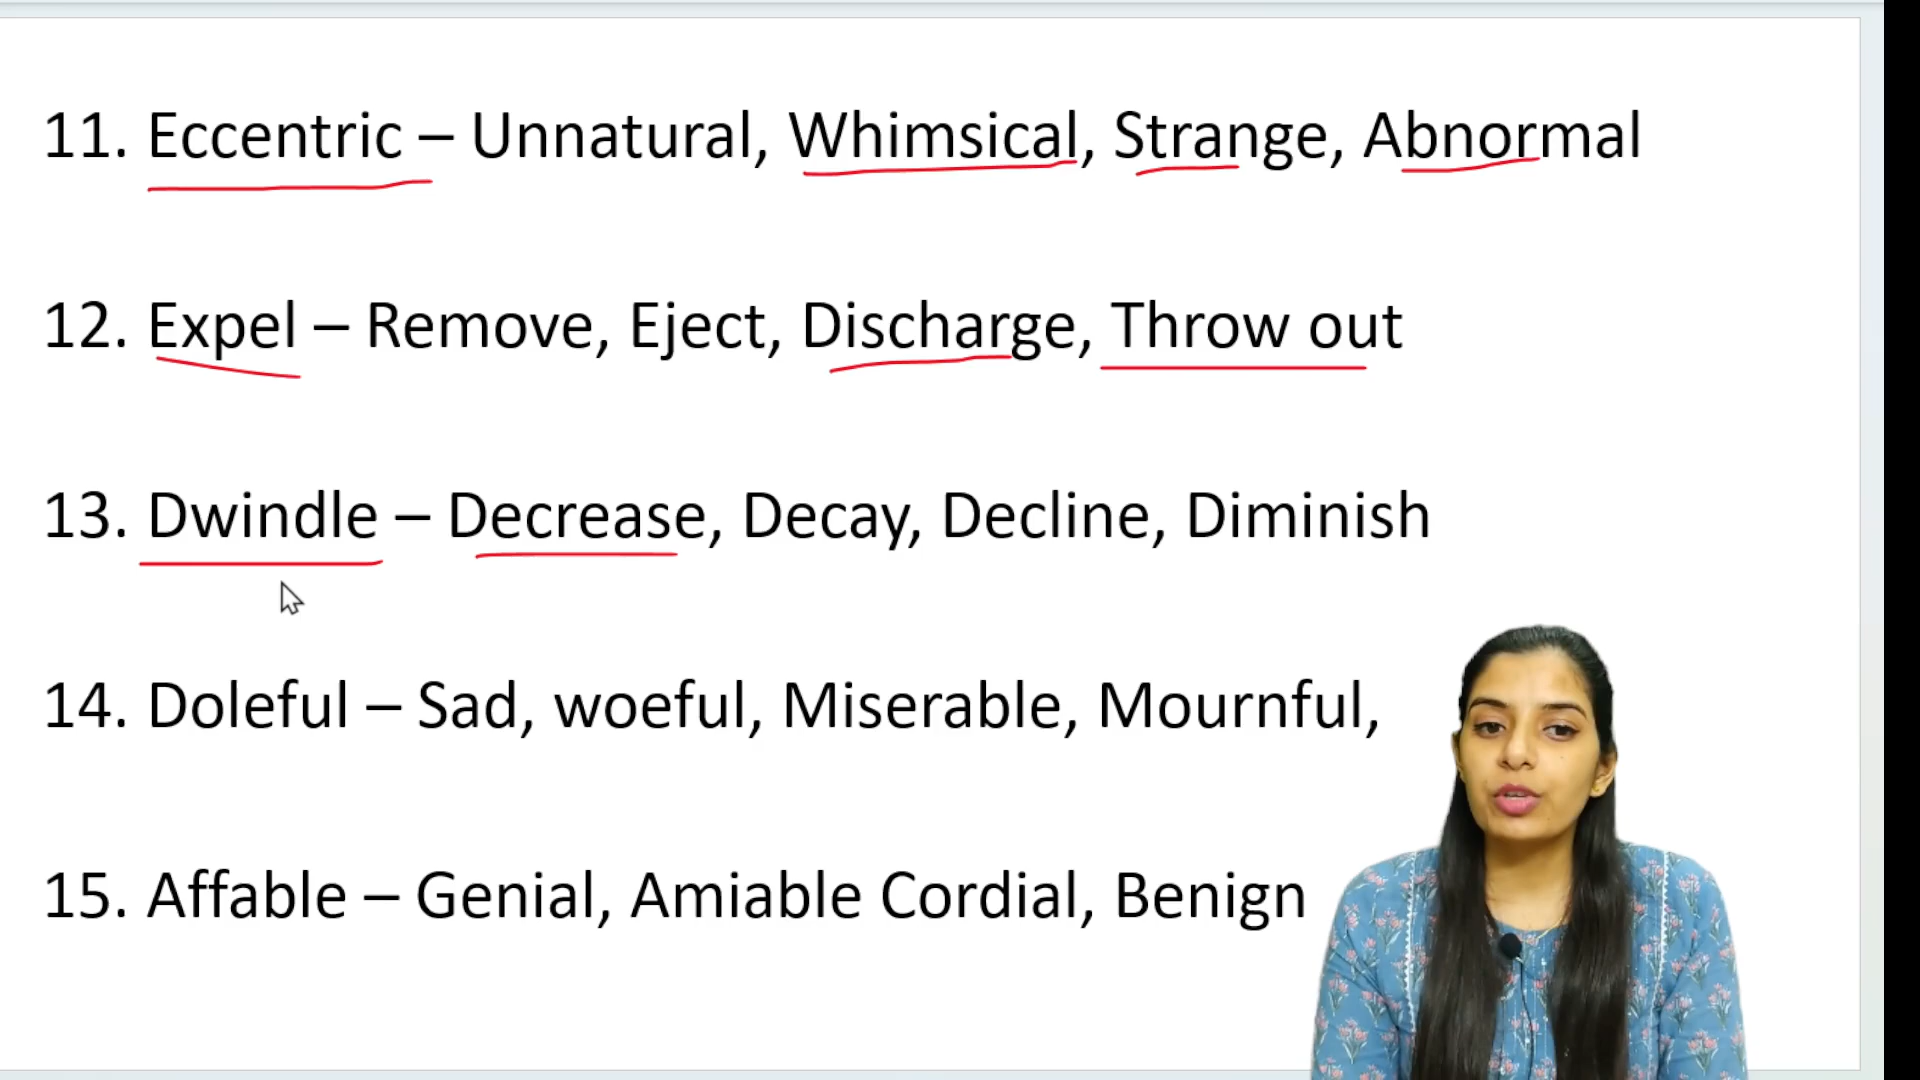 11. Eccentric – Unnatural, Whimsical, Strange, Abnormal
12. Expel – Remove, Eject, Discharge, Throw out
13. Dwindle – Decrease, Decay, Decline, Diminish
14. Doleful – Sad, woeful, Miserable, Mournful,
15. Affable – Genial, Amiable Cordial, Benign